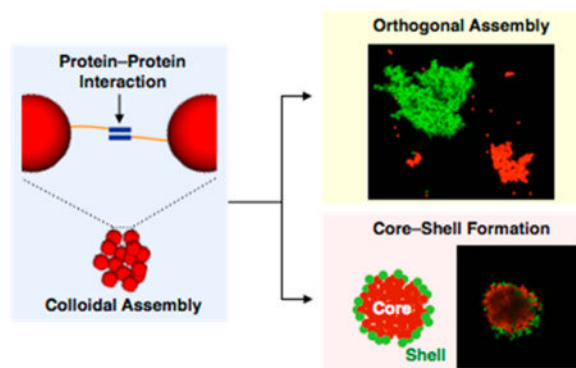 Protein–Protein
Interaction
Colloidal Assembly
Orthogonal Assembly
Core–Shell Formation
Core
Shell